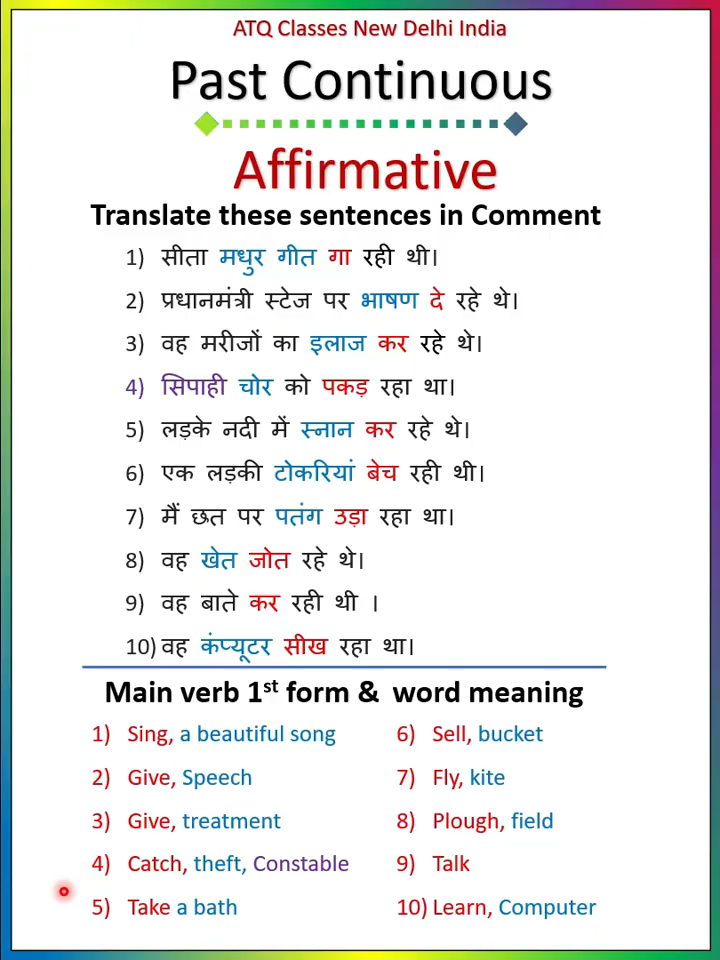 ATQ Classes New Delhi India
Past Continuous
Affirmative
Translate these sentences in Comment
1) सीता मधुर गीत गा रही थी।
2) प्रधानमंत्री स्टेज पर भाषण दे रहे थे।
3) वह मरीजों का इलाज कर रहे थे।
4) सिपाही चोर को पकड़ रहा था।
5) लड़के नदी में स्नान कर रहे थे।
6) एक लड़की टोकरियां बेच रही थी।
7) मैं छत पर पतंग उड़ा रहा था।
8) वह खेत जोत रहे थे।
9) वह बाते कर रही थी ।
10) वह कंप्यूटर सीख रहा था।
Main verb 1st form & word meaning
1) Sing, a beautiful song
2) Give, Speech
3) Give, treatment
4) Catch, theft, Constable
5) Take a bath
6) Sell, bucket
7) Fly, kite
8) Plough, field
9) Talk
10) Learn, Computer